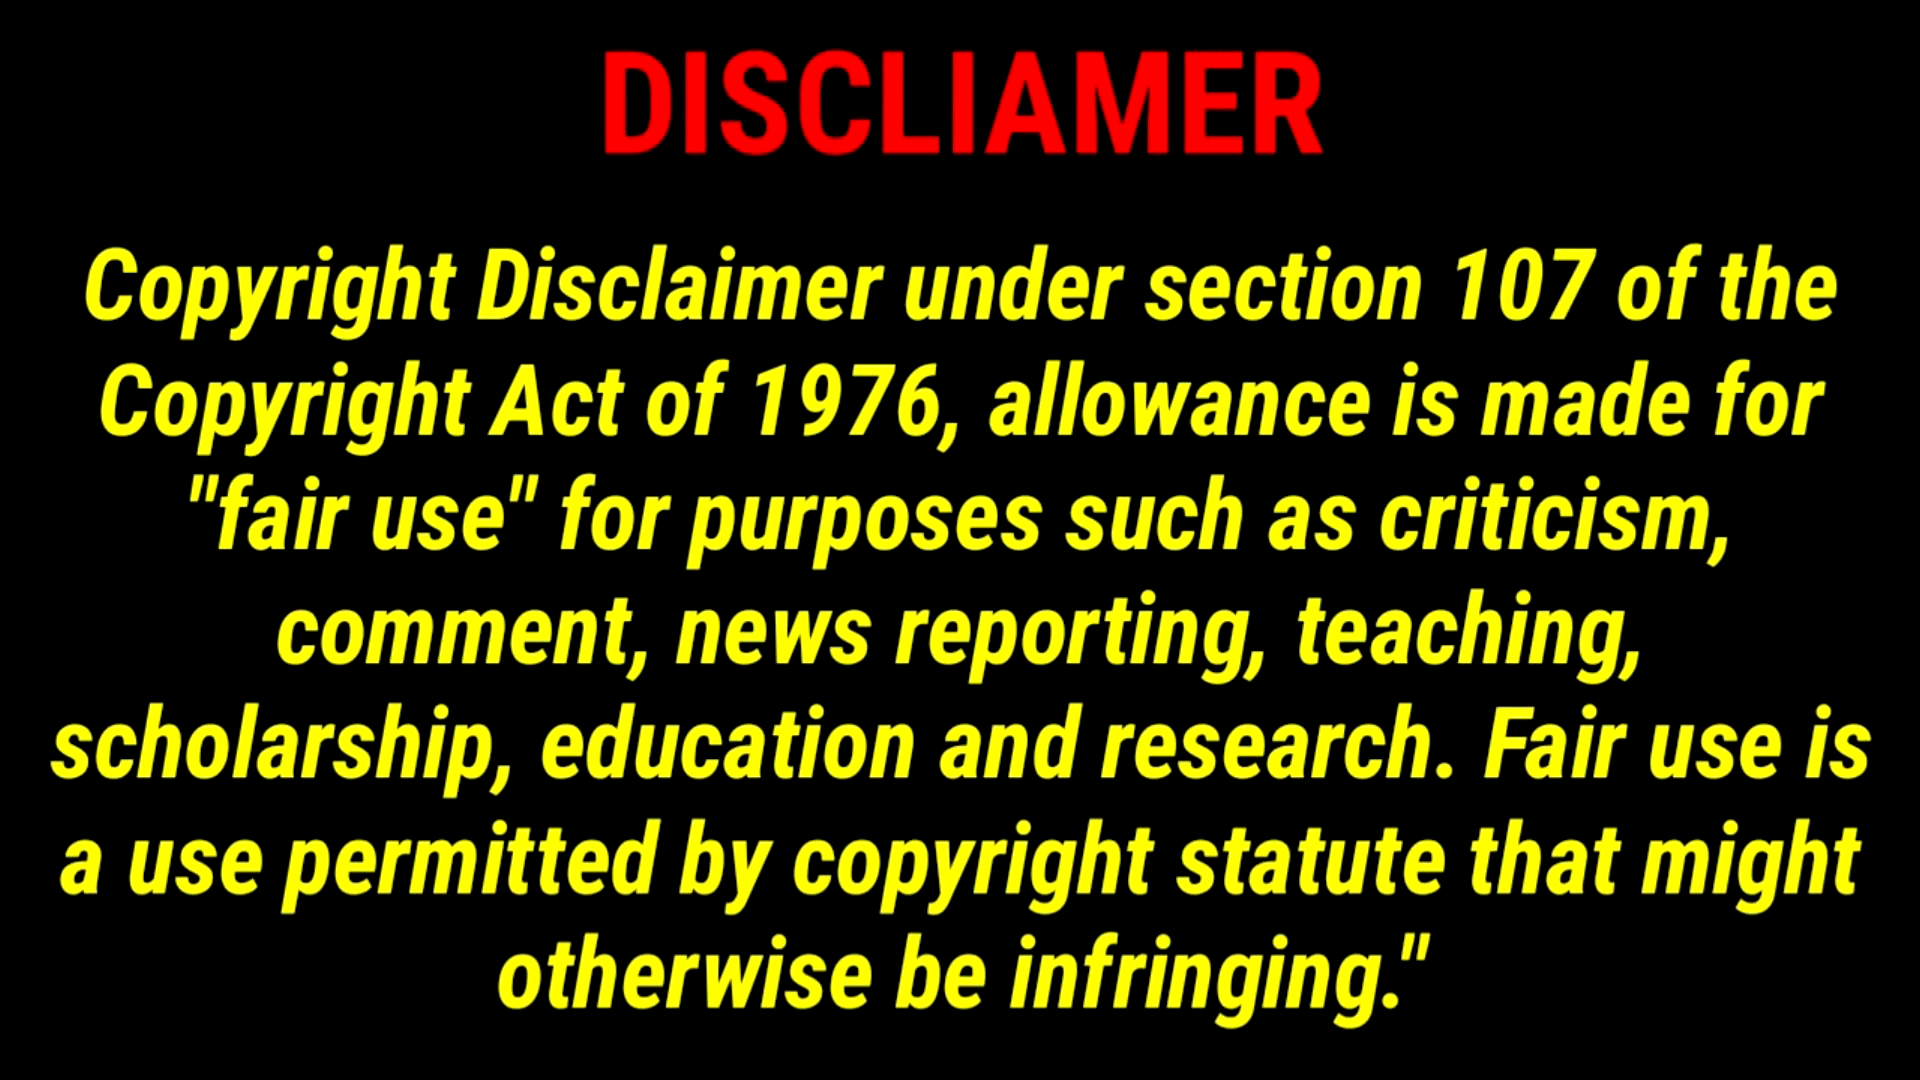 DISCLIAMER
Copyright Disclaimer under section 107 of the
Copyright Act of 1976, allowance is made for
"fair use" for purposes such as criticism,
comment, news reporting, teaching,
scholarship, education and research. Fair use is
a use permitted by copyright statute that might
otherwise be infringing."